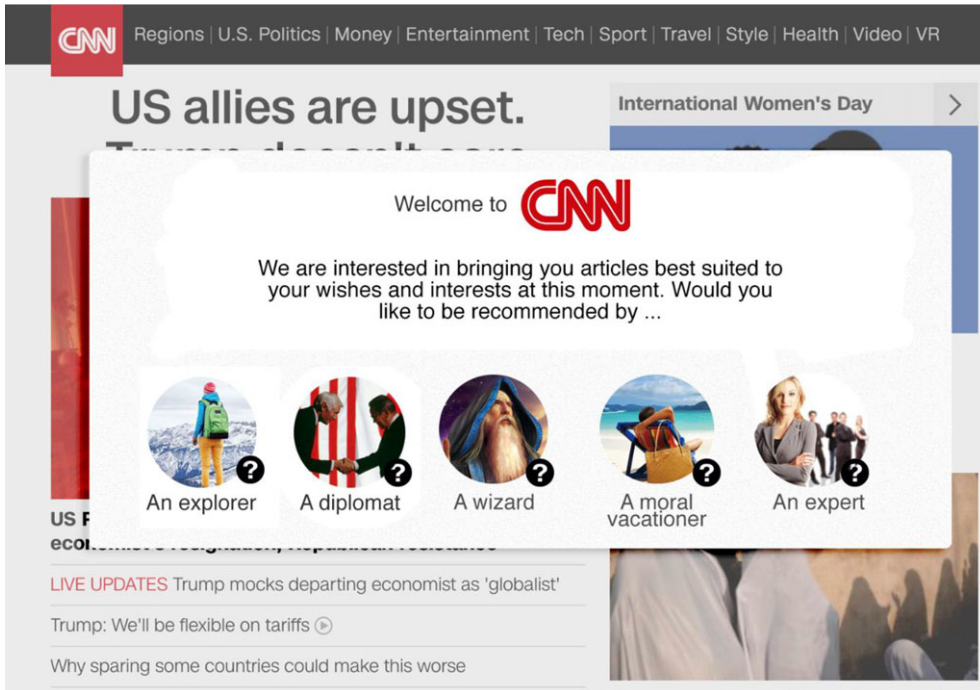 CNN
Regions | U.S. Politics | Money | Entertainment | Tech | Sport | Travel | Style | Health | Video | VR
US allies are upset.
International Women's Day
Welcome to CNN
We are interested in bringing you articles best suited to
your wishes and interests at this moment. Would you
like to be recommended by ...
?
?
?
?
?
An explorer
A diplomat
A wizard
A moral
vacationer
An expert
US
LIVE UPDATES Trump mocks departing economist as 'globalist'
Trump: We'll be flexible on tariffs
Why sparing some countries could make this worse